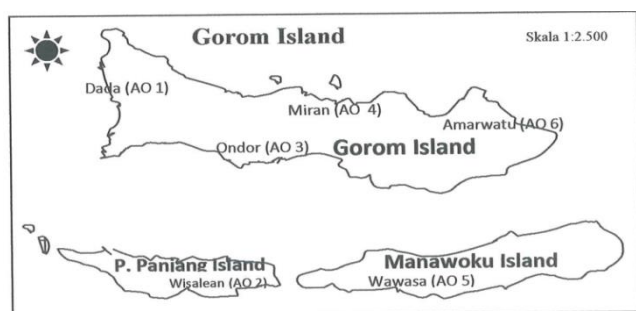 Gorom Island
Skala 1:2.500
Dada (AO 1)
Miran (AO 4)
Amarwatu (AO 6)
Ondor (AO 3)
Gorom Island
P. Panjang Island
Wisalean (AO 2)
Manawoku Island
Wawasa (AO 5)